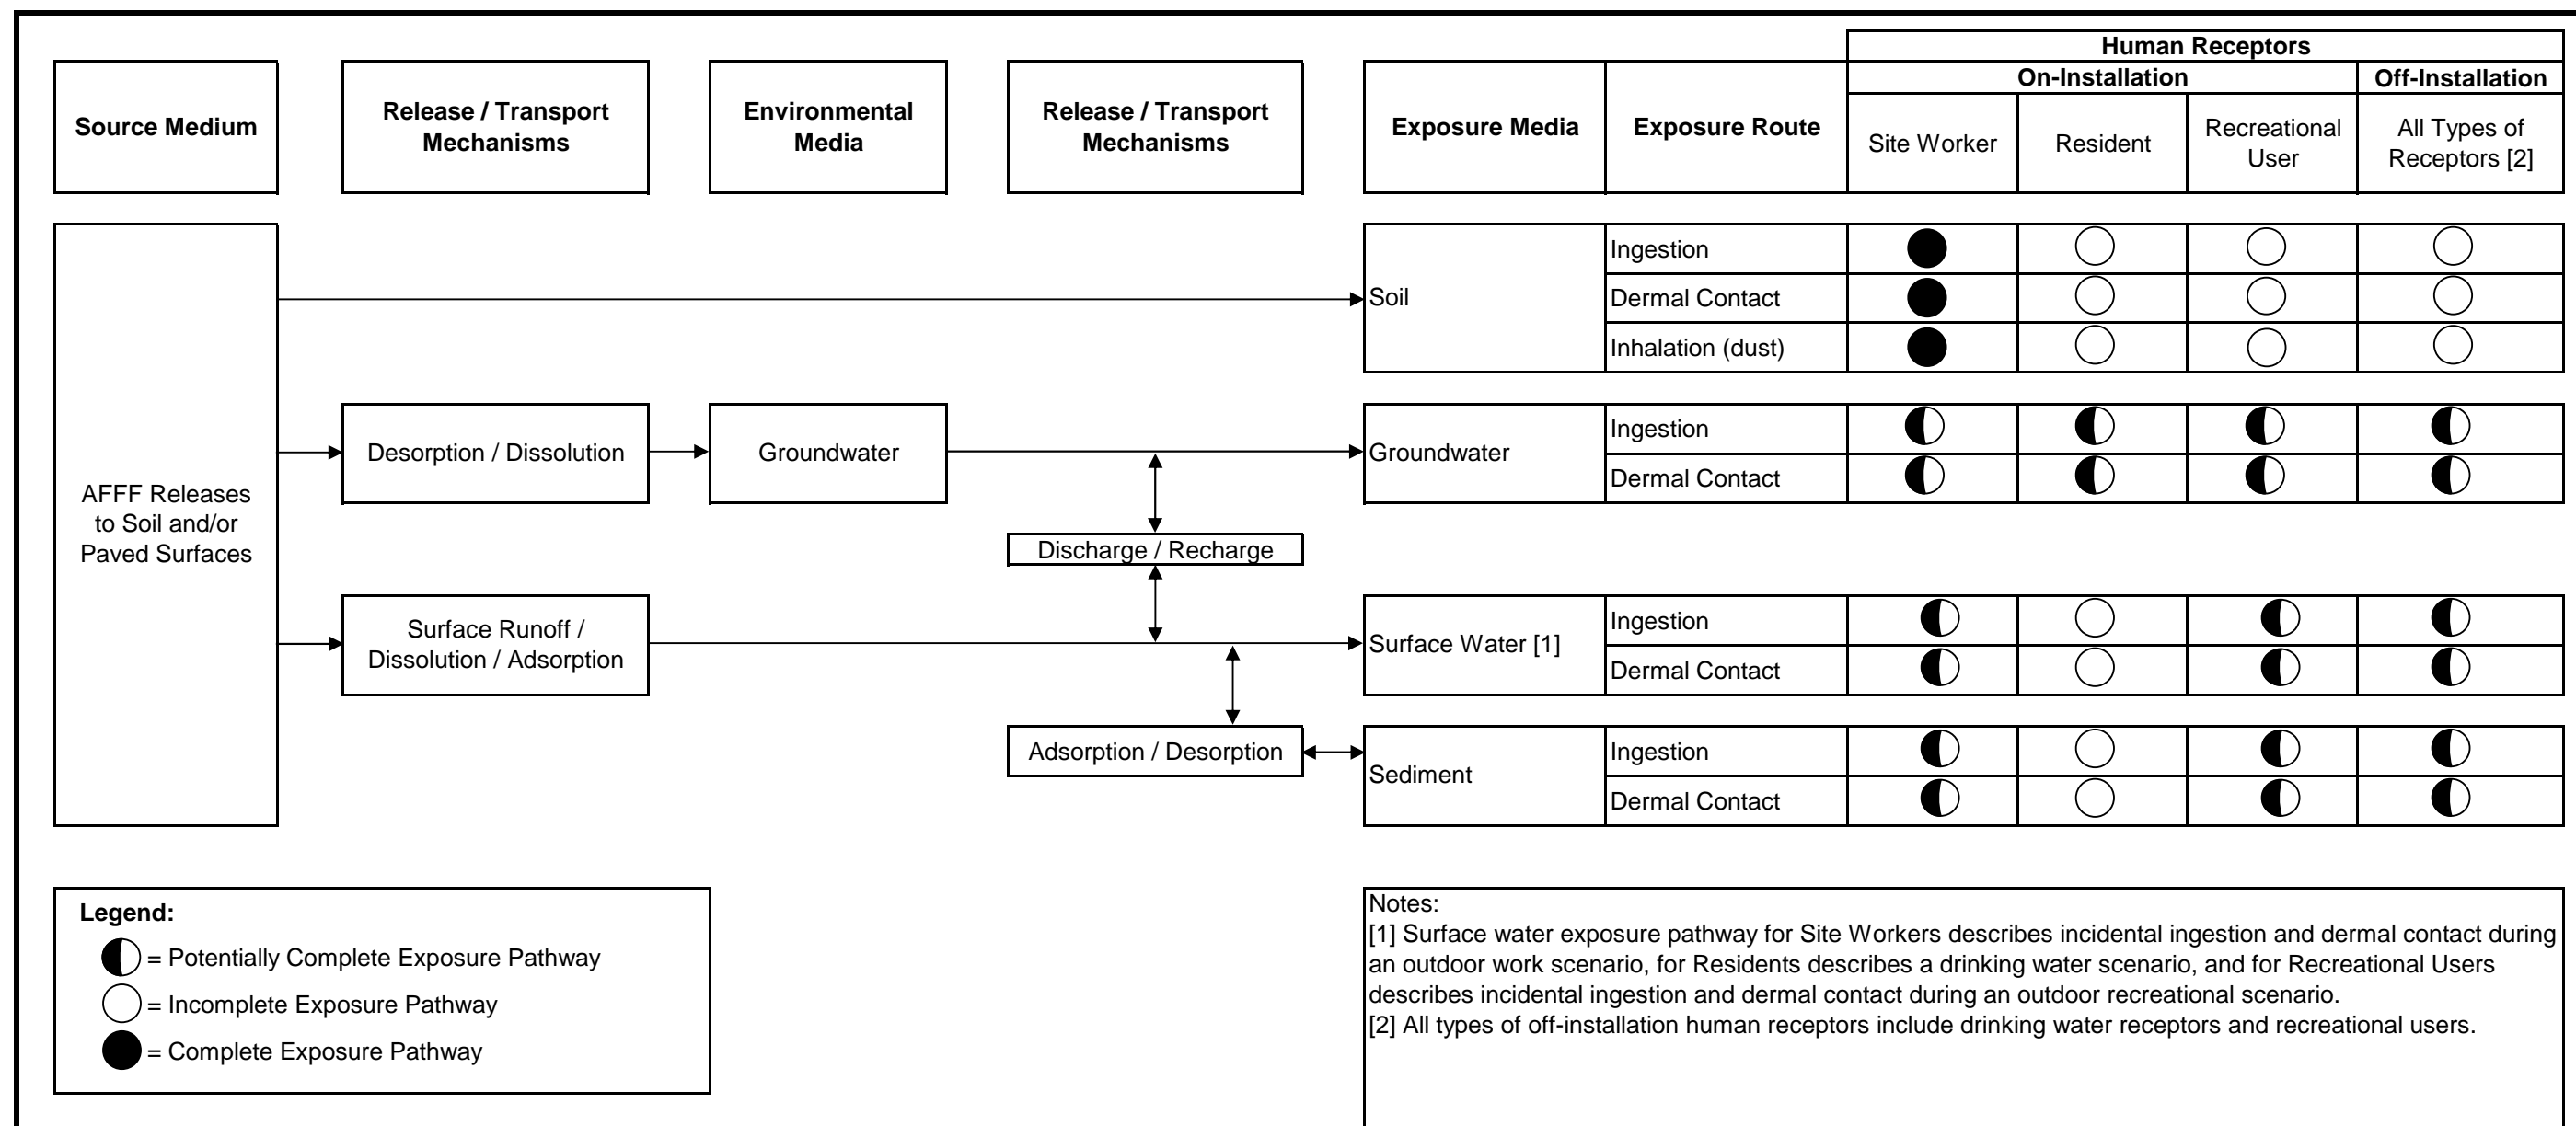 Human Receptors
On-Installation
Off-Installation
Source Medium
Release / Transport
Mechanisms
Environmental
Media
Release / Transport
Mechanisms
Exposure Media
Exposure Route
Site Worker
Resident
Recreational
User
All Types of
Receptors [2]
AFFF Releases
to Soil and/or
Paved Surfaces
Soil
Ingestion
Dermal Contact
Inhalation (dust)
Desorption / Dissolution
Groundwater
Groundwater
Ingestion
Dermal Contact
Discharge / Recharge
Surface Runoff /
Dissolution / Adsorption
Surface Water [1]
Ingestion
Dermal Contact
Adsorption / Desorption
Sediment
Ingestion
Dermal Contact
Legend:
= Potentially Complete Exposure Pathway
= Incomplete Exposure Pathway
= Complete Exposure Pathway
Notes:
[1] Surface water exposure pathway for Site Workers describes incidental ingestion and dermal contact during
an outdoor work scenario, for Residents describes a drinking water scenario, and for Recreational Users
describes incidental ingestion and dermal contact during an outdoor recreational scenario.
[2] All types of off-installation human receptors include drinking water receptors and recreational users.